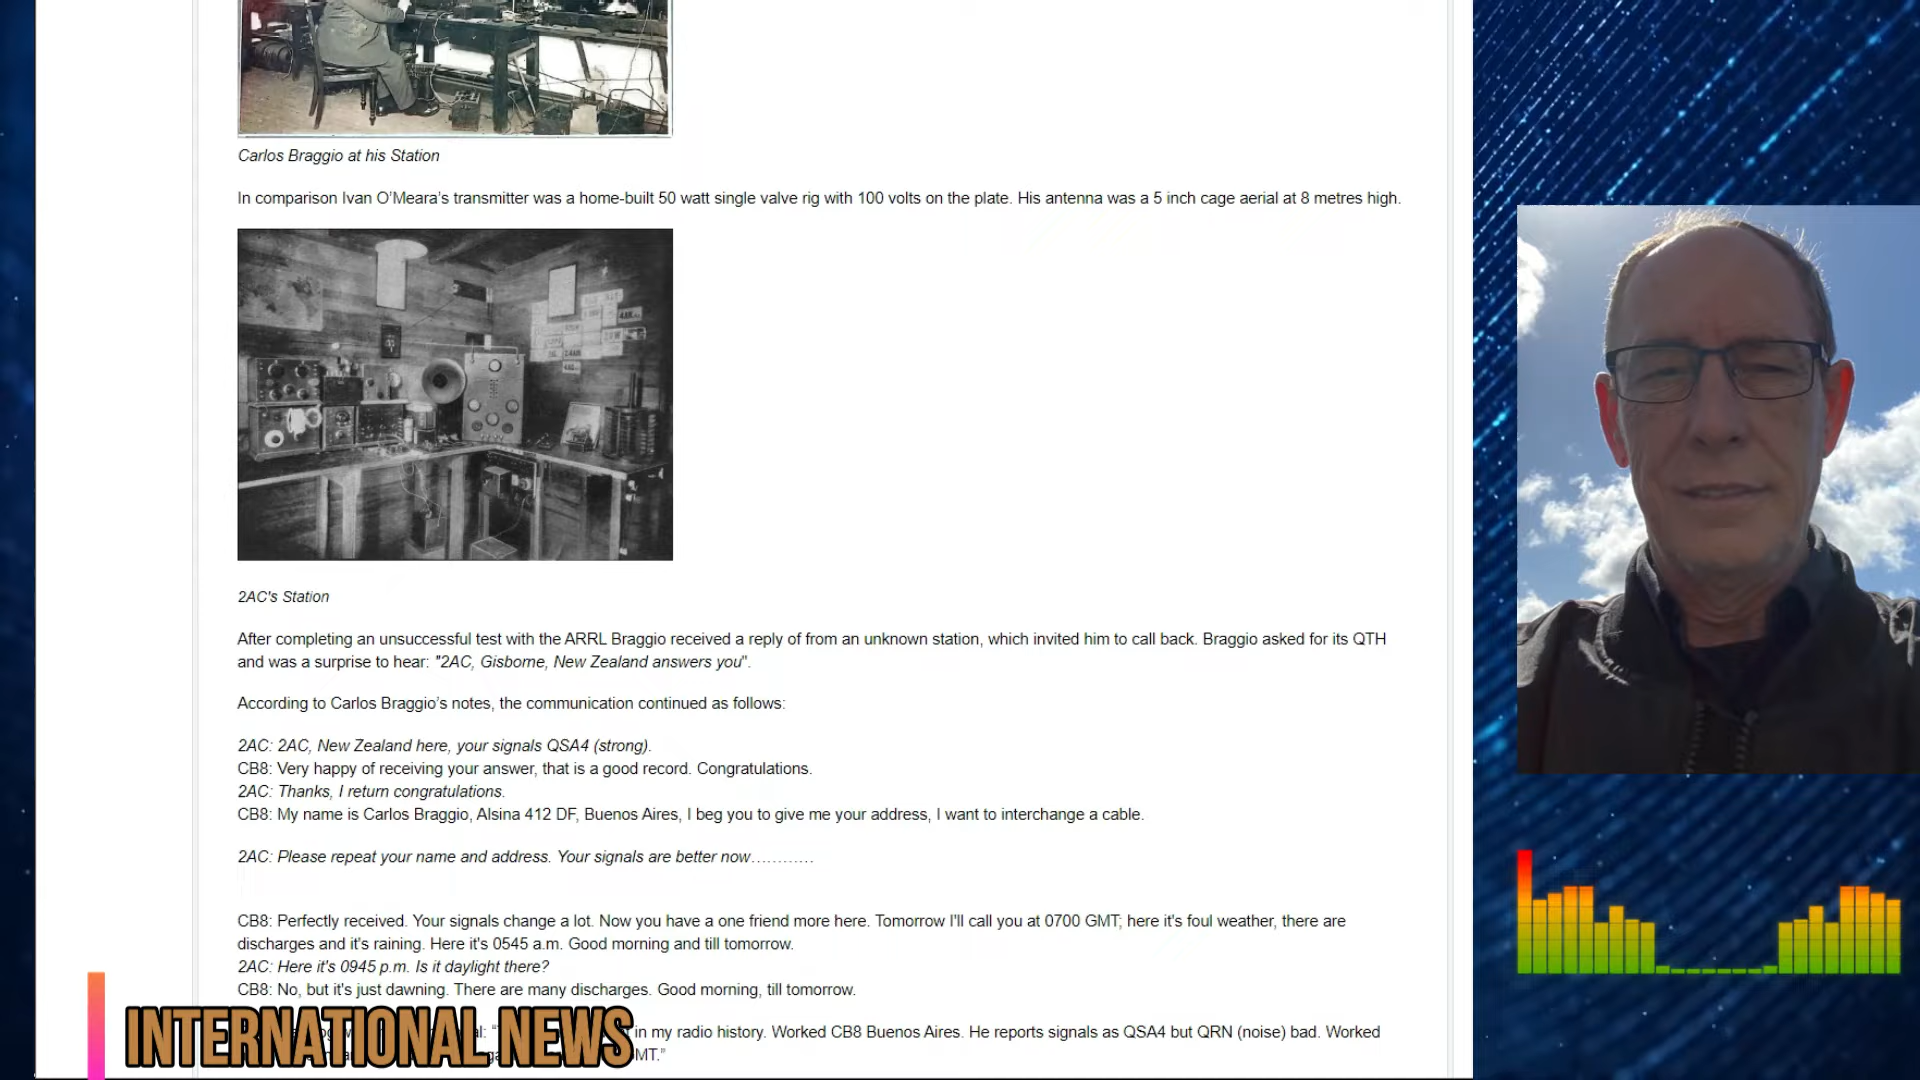 Carlos Braggio at his Station
In comparison Ivan O’Meara’s transmitter was a home-built 50 watt single valve rig with 100 volts on the plate. His antenna was a 5 inch cage aerial at 8 metres high.
2AC's Station
After completing an unsuccessful test with the ARRL Braggio received a reply of from an unknown station, which invited him to call back. Braggio asked for its QTH
and was a surprise to hear: "2AC, Gisborne, New Zealand answers you".
According to Carlos Braggio’s notes, the communication continued as follows:
2AC: 2AC, New Zealand here, your signals QSA4 (strong).
CB8: Very happy of receiving your answer, that is a good record. Congratulations.
2AC: Thanks, I return congratulations.
CB8: My name is Carlos Braggio, Alsina 412 DF, Buenos Aires, I beg you to give me your address, I want to interchange a cable.
2AC: Please repeat your name and address. Your signals are better now…………
CB8: Perfectly received. Your signals change a lot. Now you have a one friend more here. Tomorrow I'll call you at 0700 GMT; here it's foul weather, there are
discharges and it's raining. Here it's 0545 a.m. Good morning and till tomorrow.
2AC: Here it's 0945 p.m. Is it daylight there?
CB8: No, but it's just dawning. There are many discharges. Good morning, till tomorrow.
in my radio history. Worked CB8 Buenos Aires. He reports signals as QSA4 but QRN (noise) bad. Worked
INTERNATIONAL NEWS